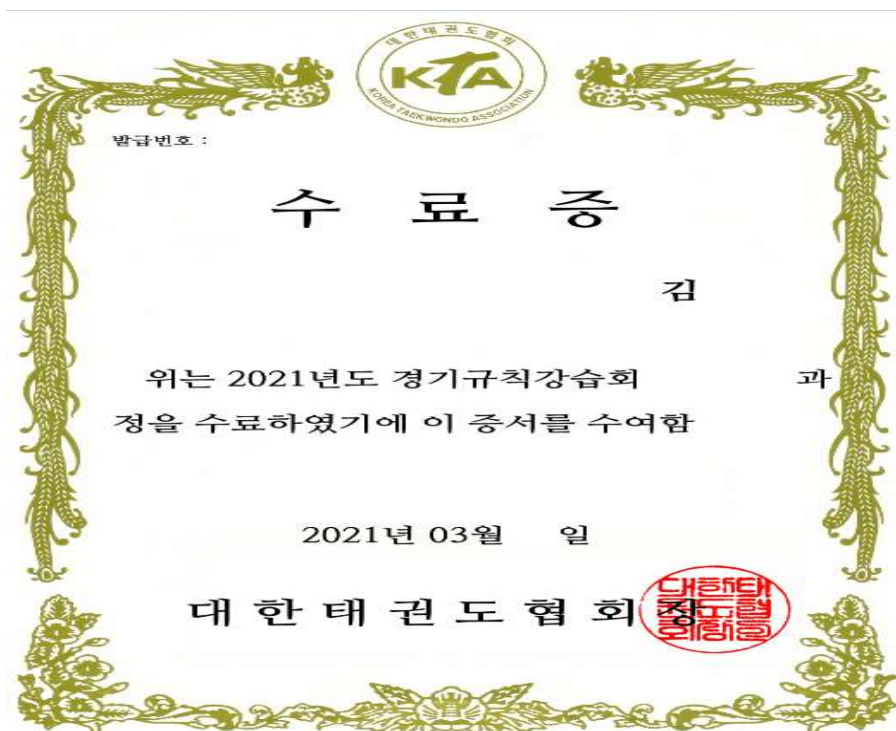 대한태권도협회
KTA
KOREA TAEKWONDO ASSOCIATION
발급번호 :
수 료 증
김
위는 2021년도 경기규칙강습회 과
정을 수료하였기에 이 증서를 수여함
2021년 03월 일
대한태권도협회장